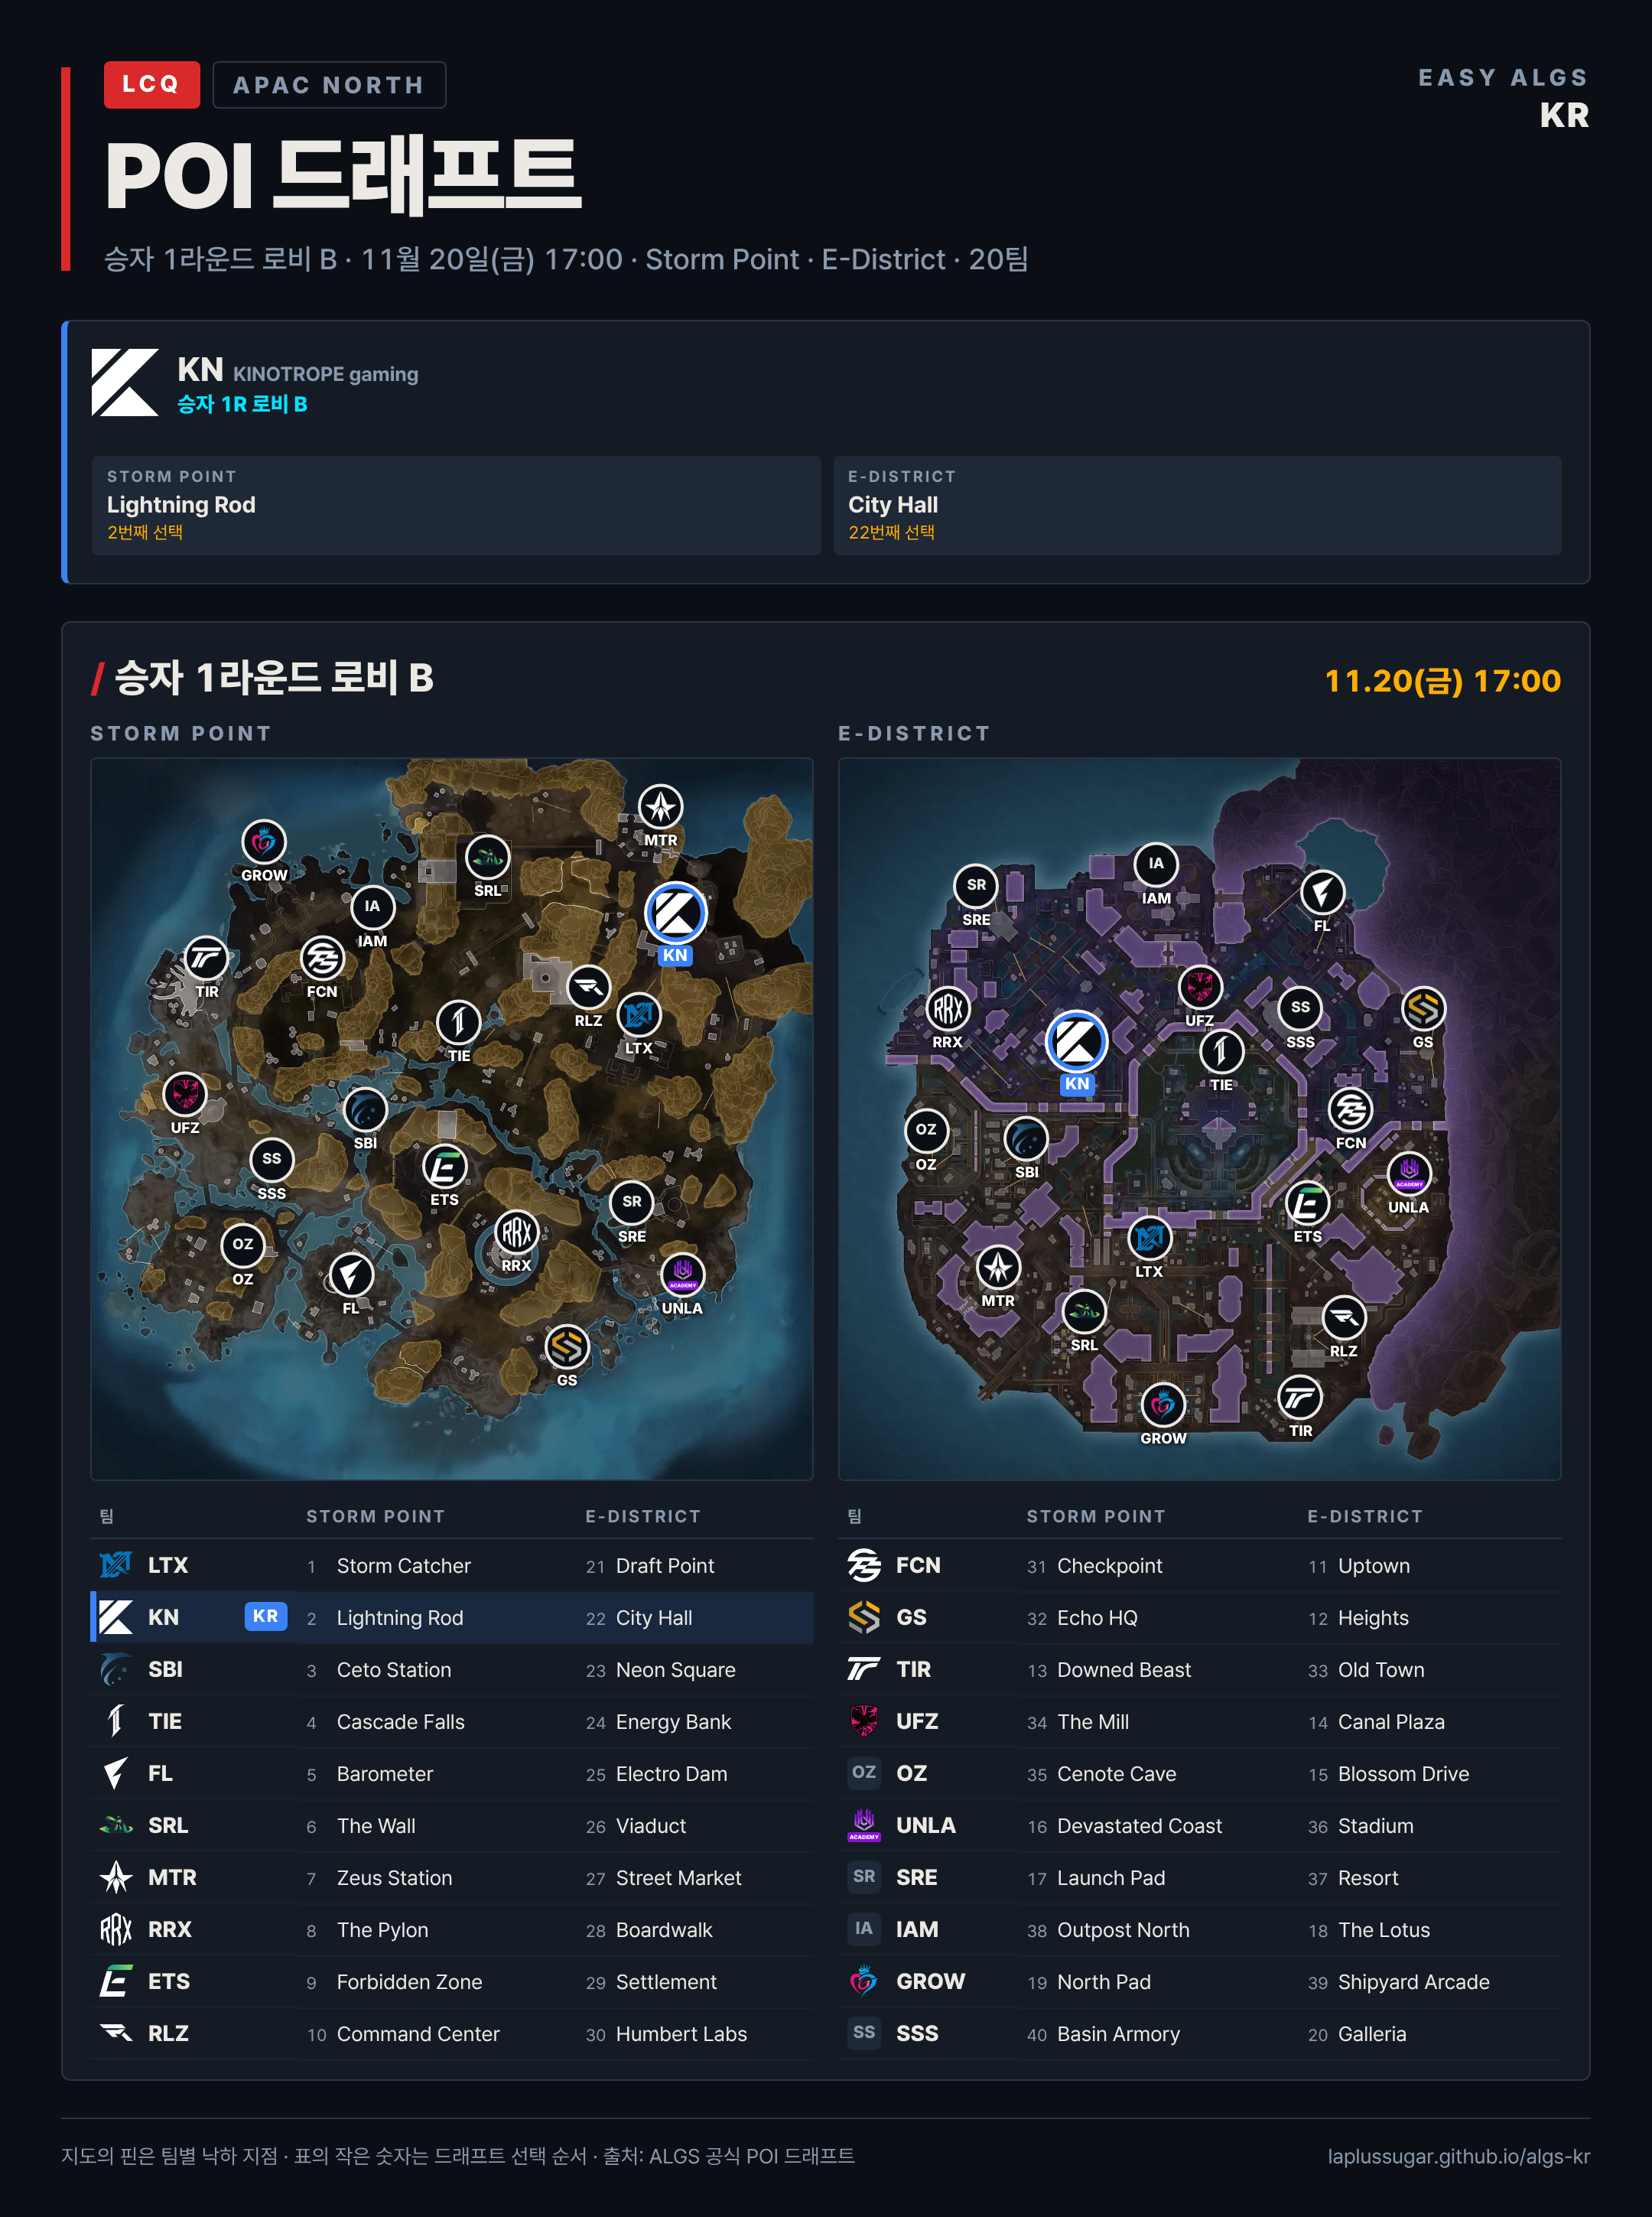 LCQ APAC NORTH
EASY ALGS
KR
POI 드래프트
승자 1라운드 로비 B · 11월 20일(금) 17:00 · Storm Point · E-District · 20팀
KN KINOTROPE gaming
승자 1R 로비 B
STORM POINT
Lightning Rod
2번째 선택
E-DISTRICT
City Hall
22번째 선택
/ 승자 1라운드 로비 B
11.20(금) 17:00
STORM POINT
MTR
GROW
SRL
IA
IAM
KN
TIR
FCN
RLZ
LTX
TIE
UFZ
SBI
SS
SSS
ETS
SR
SRE
RRX
OZ
OZ
FL
ACADEMY
UNLA
GS
E-DISTRICT
IA
IAM
SR
SRE
FL
UFZ
RRX
SS
SSS
GS
KN
TIE
FCN
OZ
OZ
SBI
ACADEMY
UNLA
ETS
LTX
MTR
SRL
RLZ
TIR
GROW
팀 STORM POINT E-DISTRICT
LTX 1 Storm Catcher 21 Draft Point
KN KR 2 Lightning Rod 22 City Hall
SBI 3 Ceto Station 23 Neon Square
TIE 4 Cascade Falls 24 Energy Bank
FL 5 Barometer 25 Electro Dam
SRL 6 The Wall 26 Viaduct
MTR 7 Zeus Station 27 Street Market
RRX 8 The Pylon 28 Boardwalk
ETS 9 Forbidden Zone 29 Settlement
RLZ 10 Command Center 30 Humbert Labs
팀 STORM POINT E-DISTRICT
FCN 31 Checkpoint 11 Uptown
GS 32 Echo HQ 12 Heights
TIR 13 Downed Beast 33 Old Town
UFZ 34 The Mill 14 Canal Plaza
OZ OZ 35 Cenote Cave 15 Blossom Drive
ACADEMY UNLA 16 Devastated Coast 36 Stadium
SR SRE 17 Launch Pad 37 Resort
IA IAM 38 Outpost North 18 The Lotus
GROW 19 North Pad 39 Shipyard Arcade
SS SSS 40 Basin Armory 20 Galleria
지도의 핀은 팀별 낙하 지점 · 표의 작은 숫자는 드래프트 선택 순서 · 출처: ALGS 공식 POI 드래프트
laplussugar.github.io/algs-kr